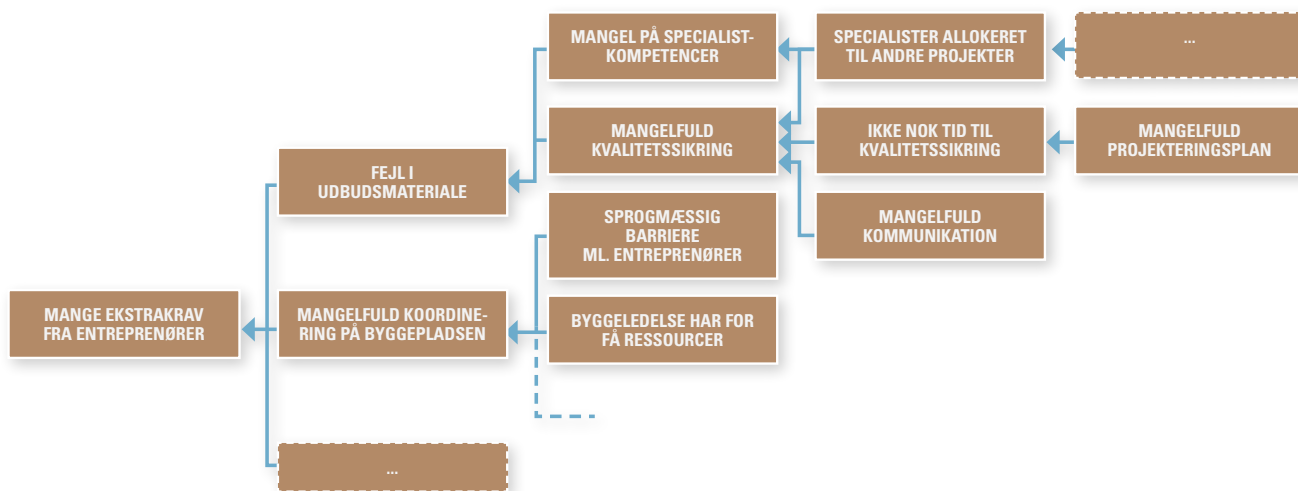 MANGEL PÅ SPECIALIST-
KOMPETENCER
SPECIALISTER ALLOKERET
TIL ANDRE PROJEKTER
...
MANGELFULD
KVALITETSSIKRING
IKKE NOK TID TIL
KVALITETSSIKRING
MANGELFULD
PROJEKTERINGSPLAN
FEJL I
UDBUDSMATERIALE
SPROGMÆSSIG
BARRIERE
ML. ENTREPRENØRER
MANGELFULD
KOMMUNIKATION
MANGE EKSTRAKRAV
FRA ENTREPRENØRER
MANGELFULD KOORDINE-
RING PÅ BYGGEPLADSEN
BYGGELEDELSE HAR FOR
FÅ RESSOURCER
...